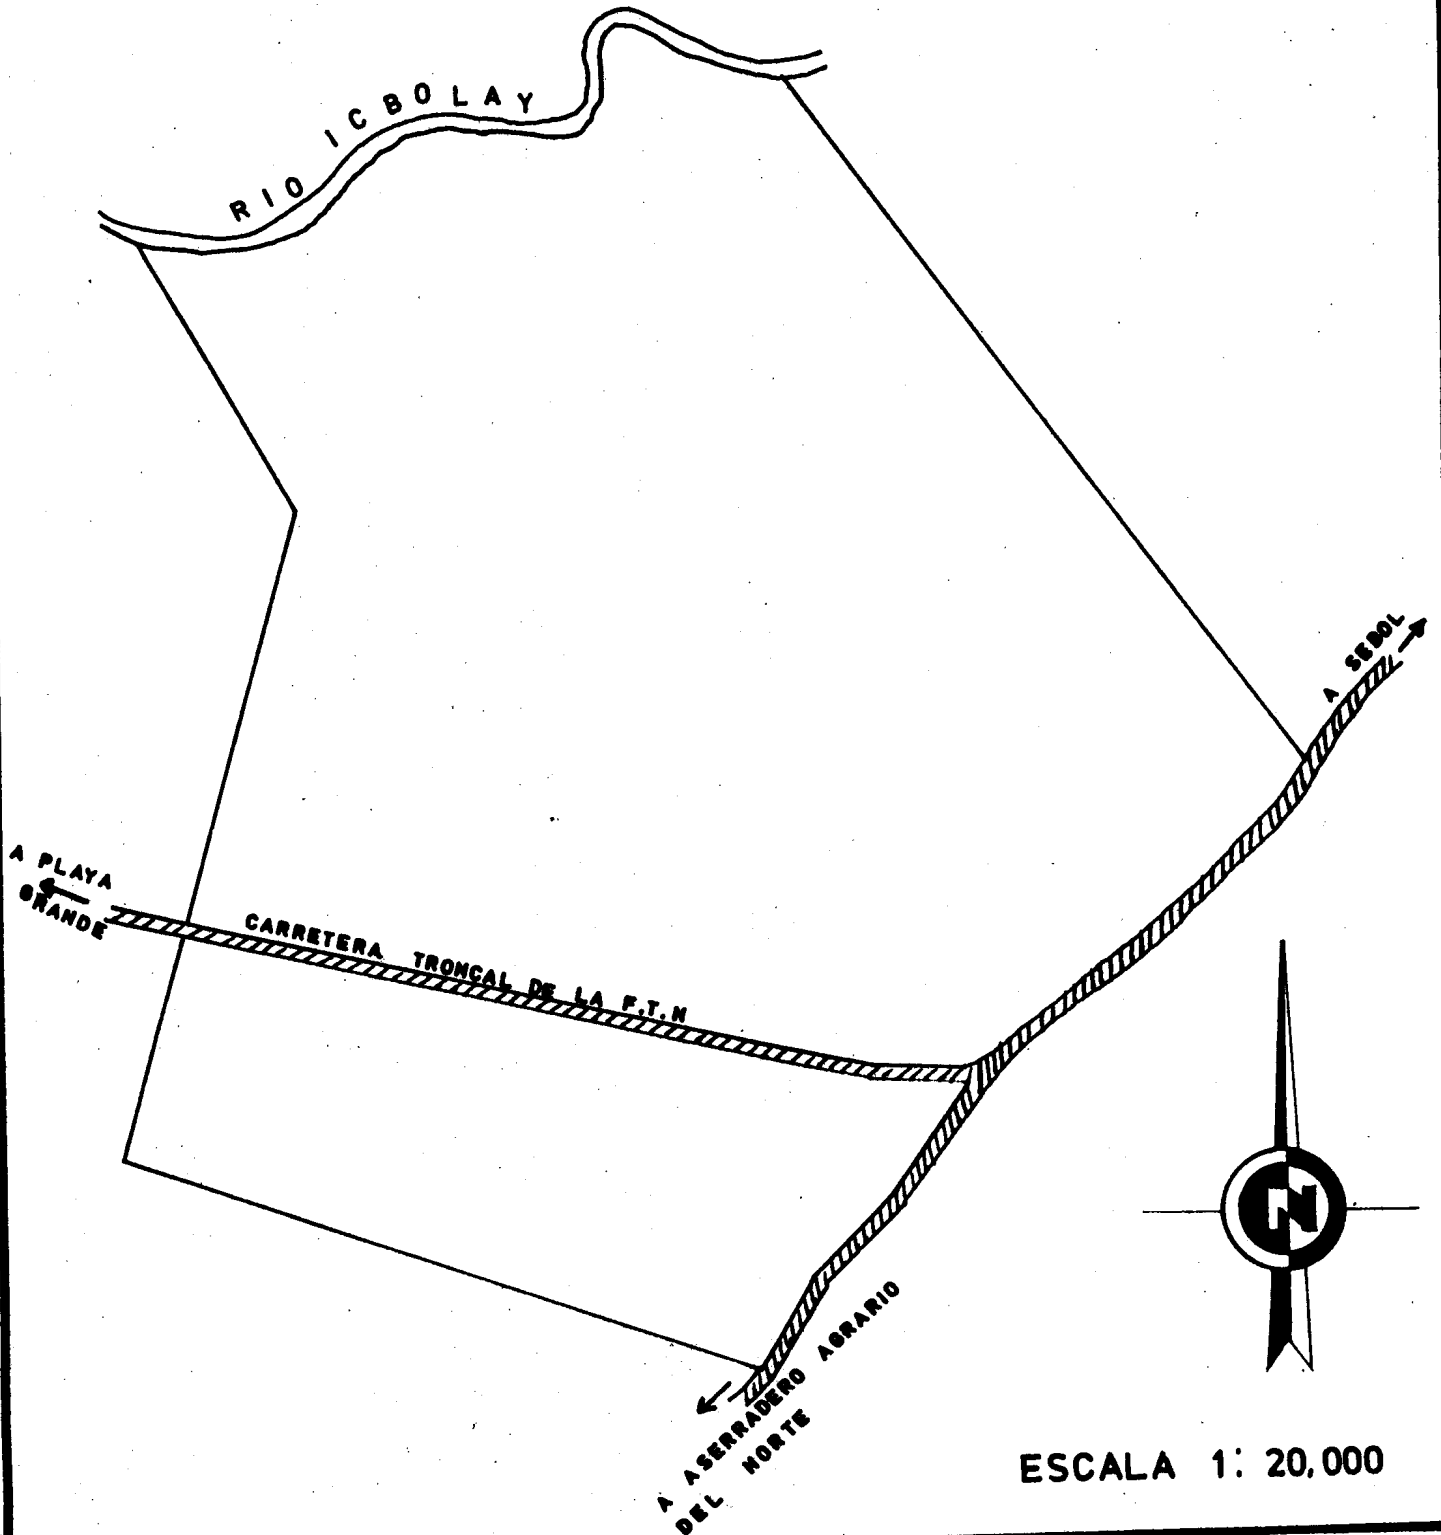 RIO ICBOLAY
A SEBOL
A PLAYA
GRANDE
CARRETERA TRONCAL DE LA F.T.N
N
A ASERRADERO AGRARIO
DEL NORTE
ESCALA 1: 20,000